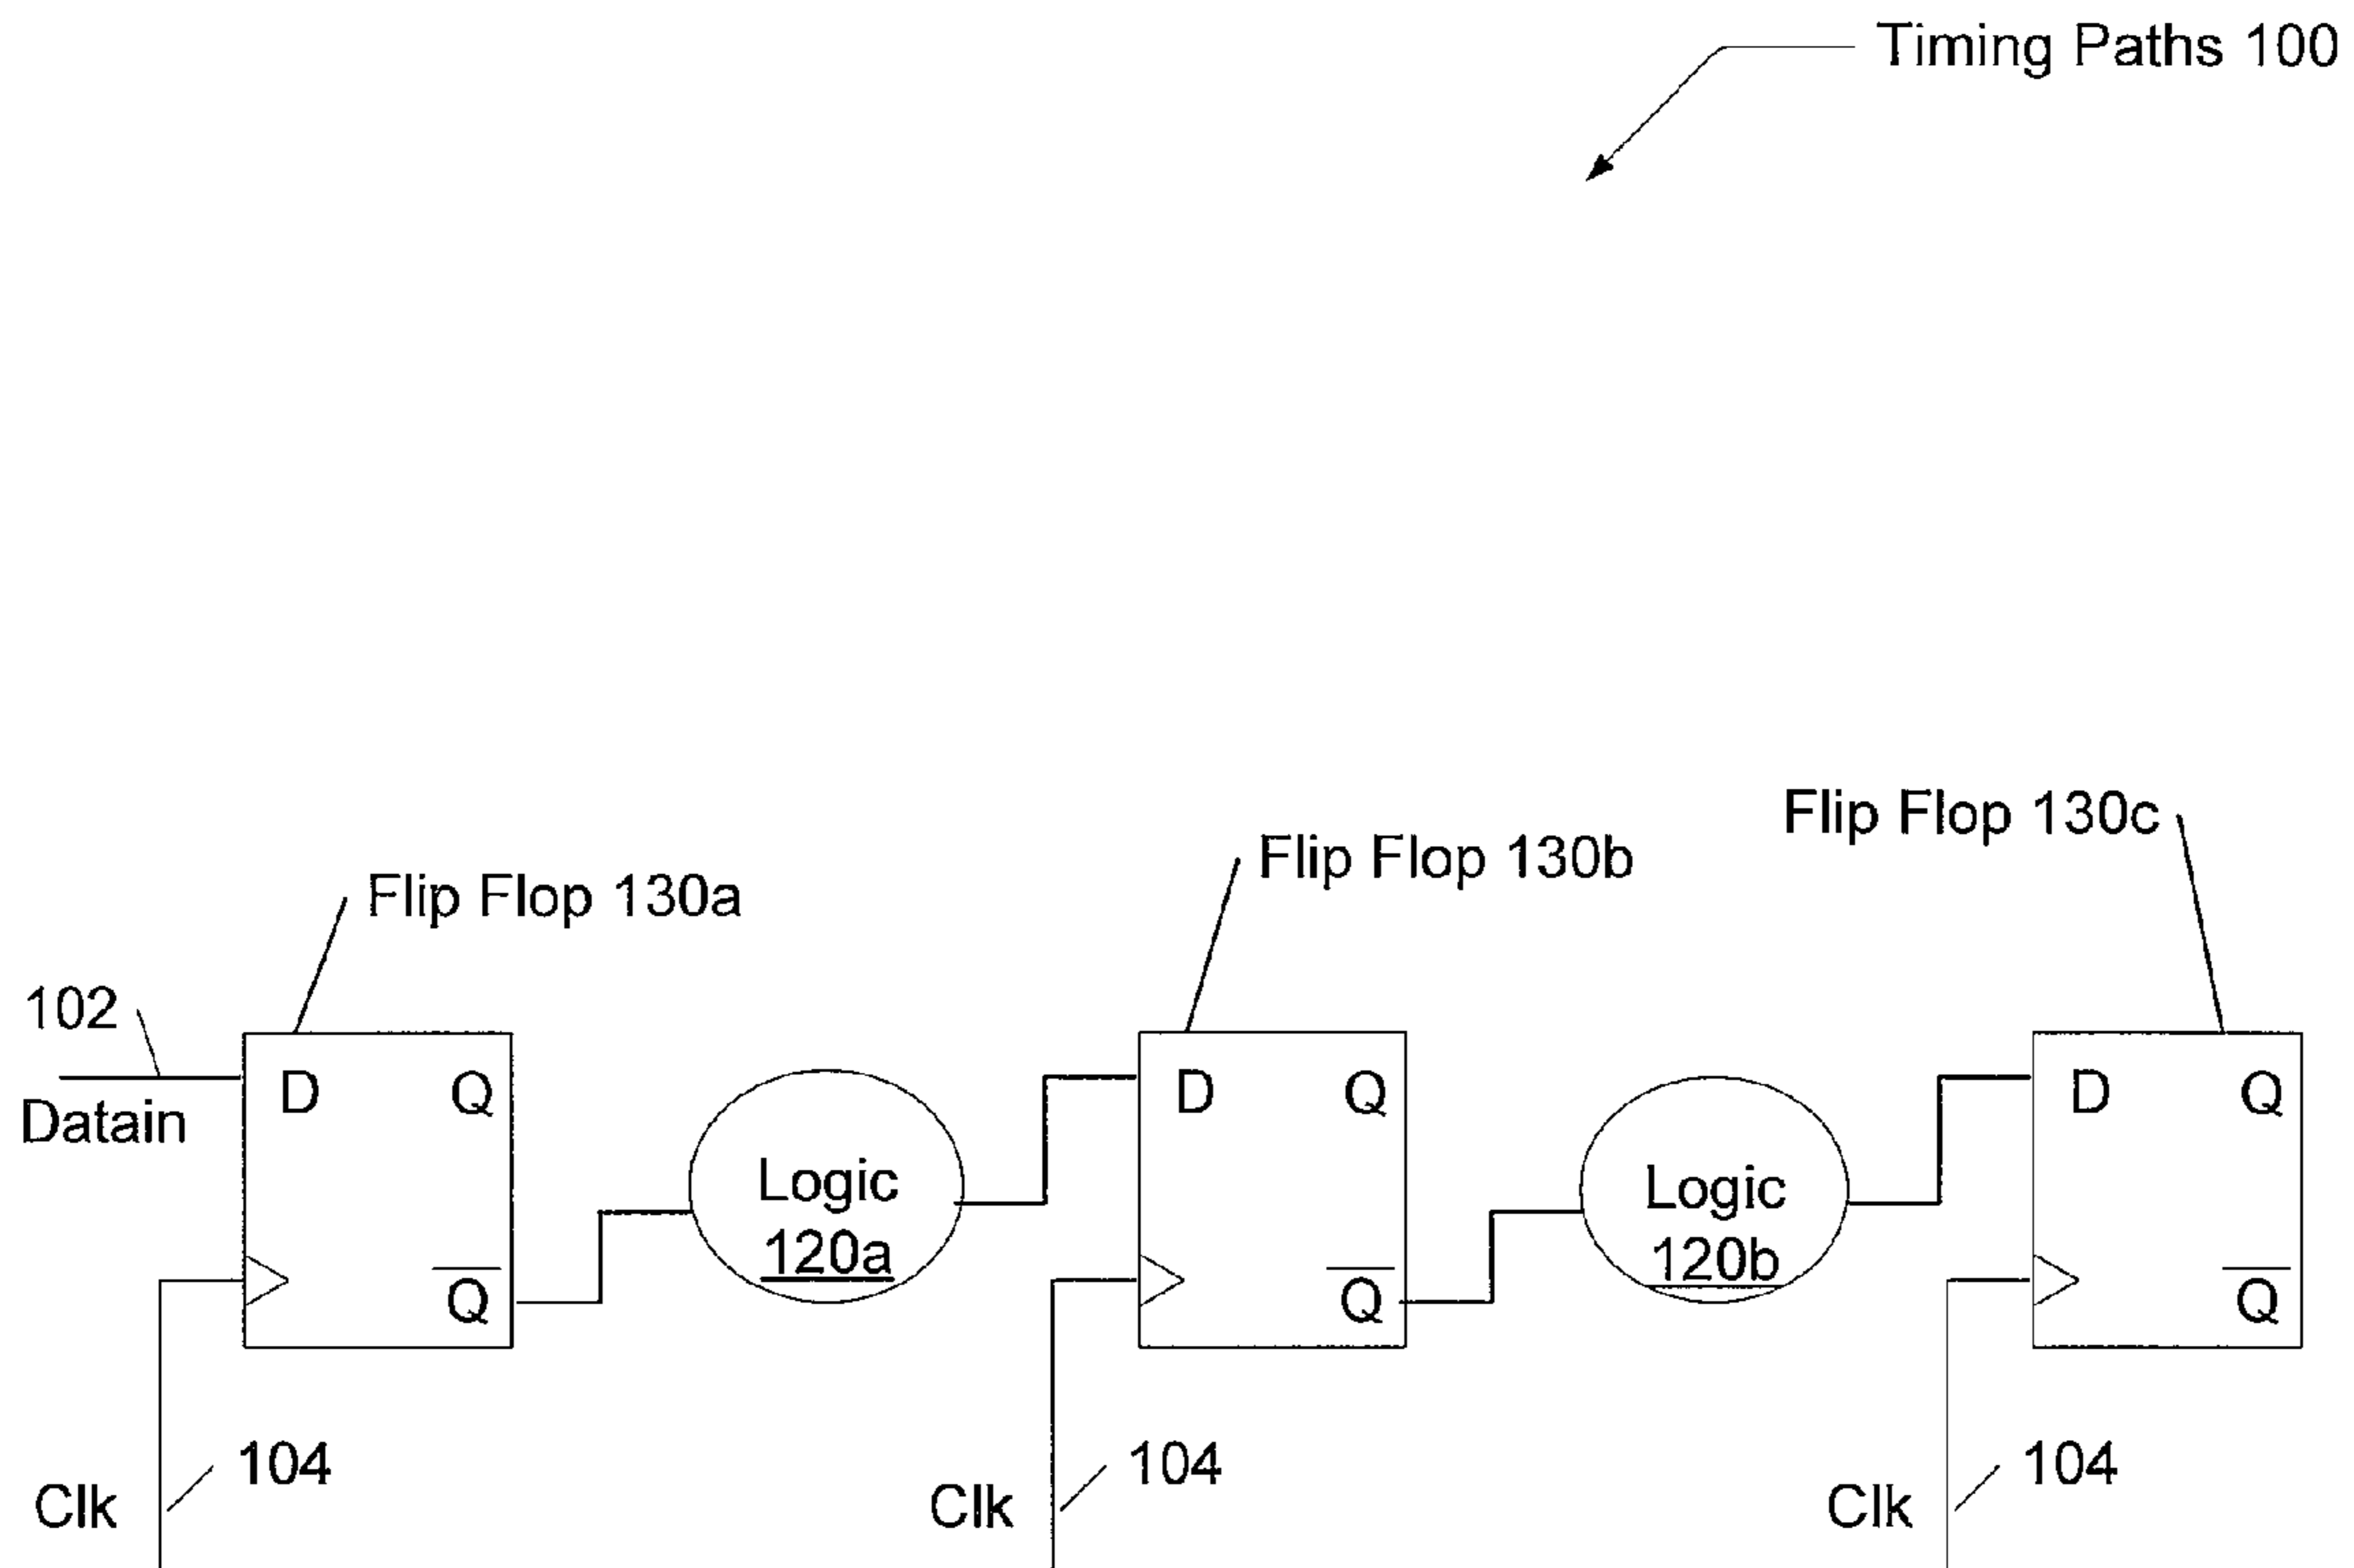 Timing Paths 100
Flip Flop 130c
Flip Flop 130b
Flip Flop 130a
102
Datain
D Q
Q̅
Logic
120a
D Q
Q̅
Logic
120b
D Q
Q̅
Clk 104
Clk 104
Clk 104